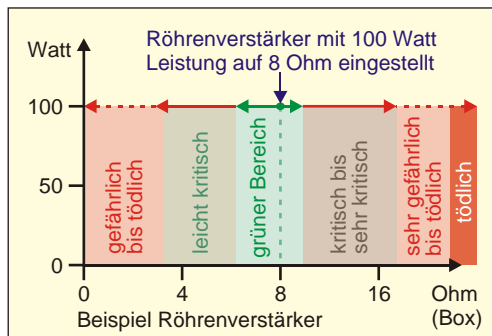 Röhrenverstärker mit 100 Watt
Leistung auf 8 Ohm eingestellt
Watt
100
50
0
gefährlich
bis tödlich
leicht kritisch
grüner Bereich
kritisch bis
sehr kritisch
sehr gefährlich
bis tödlich
tödlich
0
4
8
16
Ohm
(Box)
Beispiel Röhrenverstärker